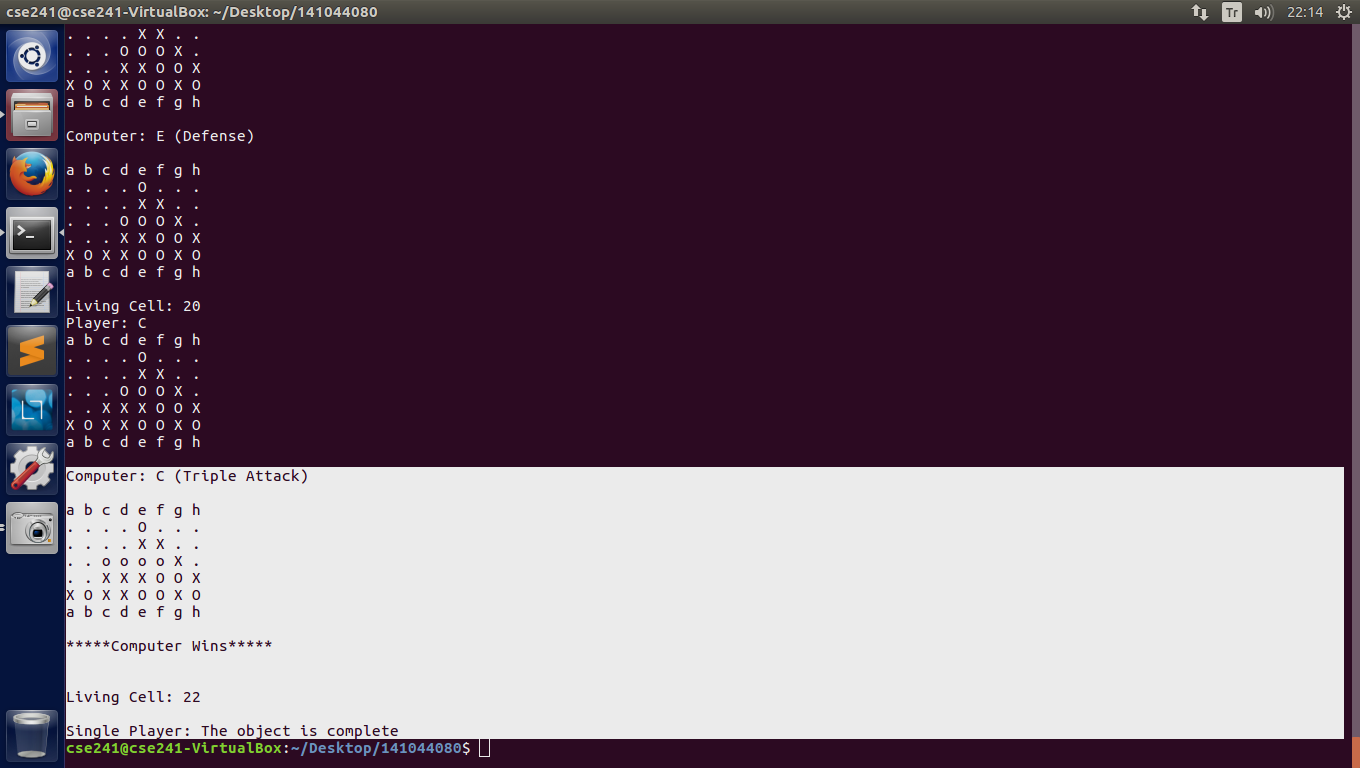 cse241@cse241-VirtualBox: ~/Desktop/141044080
Tr
22:14
. . . . X X . .
. . . O O O X .
. . . X X O O X
X O X X O O X O
a b c d e f g h
Computer: E (Defense)
a b c d e f g h
. . . . O . . .
. . . . X X . .
. . . O O O X .
. . . X X O O X
X O X X O O X O
a b c d e f g h
Living Cell: 20
Player: C
a b c d e f g h
. . . . O . . .
. . . . X X . .
. . . O O O X .
. . X X X O O X
X O X X O O X O
a b c d e f g h
Computer: C (Triple Attack)
a b c d e f g h
. . . . O . . .
. . . . X X . .
. . o o o o X .
. . X X X O O X
X O X X O O X O
a b c d e f g h
*****Computer Wins*****
Living Cell: 22
Single Player: The object is complete
cse241@cse241-VirtualBox:~/Desktop/141044080$